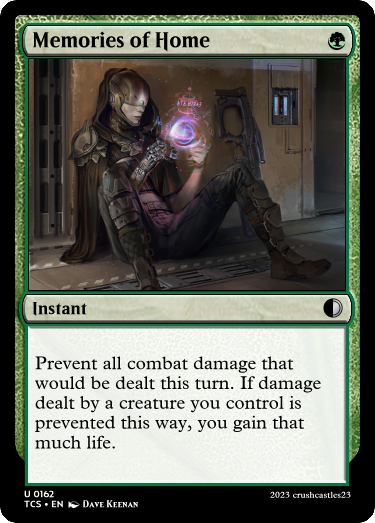 Memories of Home
Instant
Prevent all combat damage that
would be dealt this turn. If damage
dealt by a creature you control is
prevented this way, you gain that
much life.
U 0162
TCS • EN Dave Keenan
2023 crushcastles23